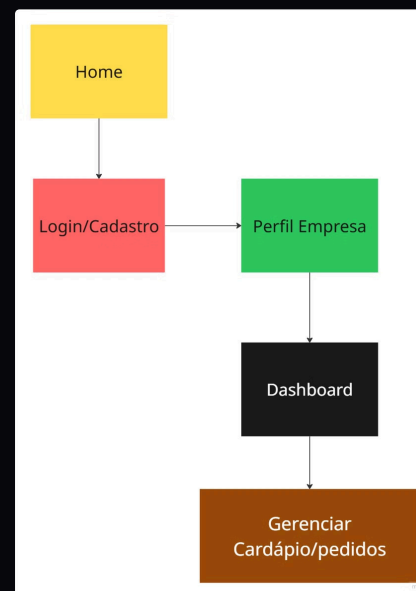 Home
Login/Cadastro
Perfil Empresa
Dashboard
Gerenciar
Cardápio/pedidos